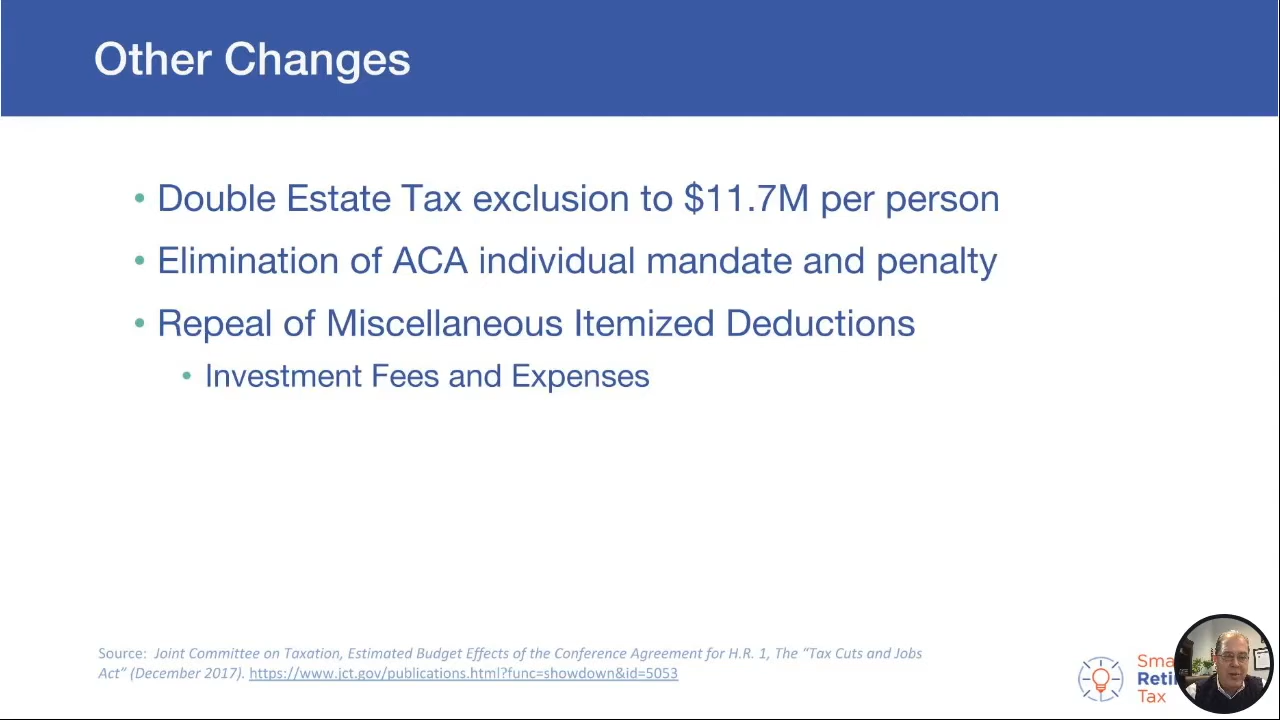 Other Changes
• Double Estate Tax exclusion to $11.7M per person
• Elimination of ACA individual mandate and penalty
• Repeal of Miscellaneous Itemized Deductions
• Investment Fees and Expenses
Source: Joint Committee on Taxation, Estimated Budget Effects of the Conference Agreement for H.R. 1, The “Tax Cuts and Jobs
Act” (December 2017). https://www.jct.gov/publications.html?func=showdown&id=5053
Tax